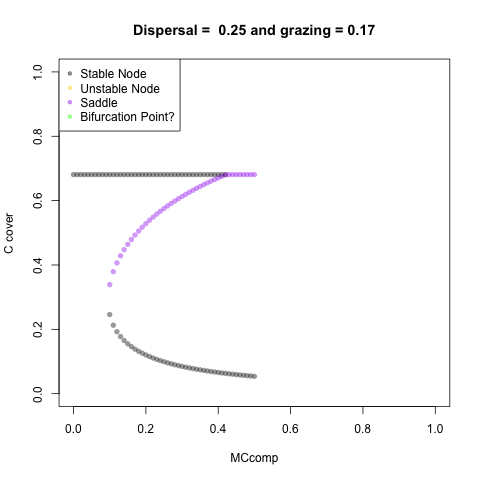 Dispersal =  0.25 and grazing = 0.17
Stable Node
Unstable Node
Saddle
Bifurcation Point?
C cover
1.0
0.8
0.6
0.4
0.2
0.0
0.0 0.2 0.4 0.6 0.8 1.0
MCcomp